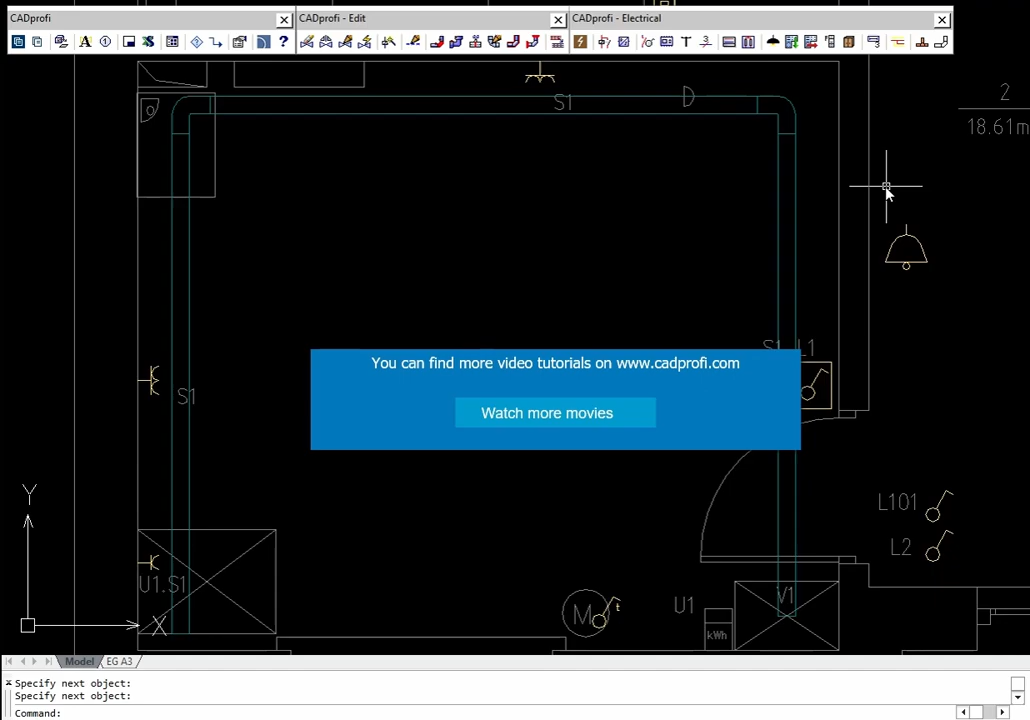 CADprofi
CADprofi - Edit
CADprofi - Electrical
S1
D
2
18.61m
You can find more video tutorials on www.cadprofi.com
Watch more movies
S1
L1
S1
Y
L101
L2
U1.S1
X
M
t
U1
kWh
V1
Model
EG A3
Specify next object:
Specify next object:
Command: